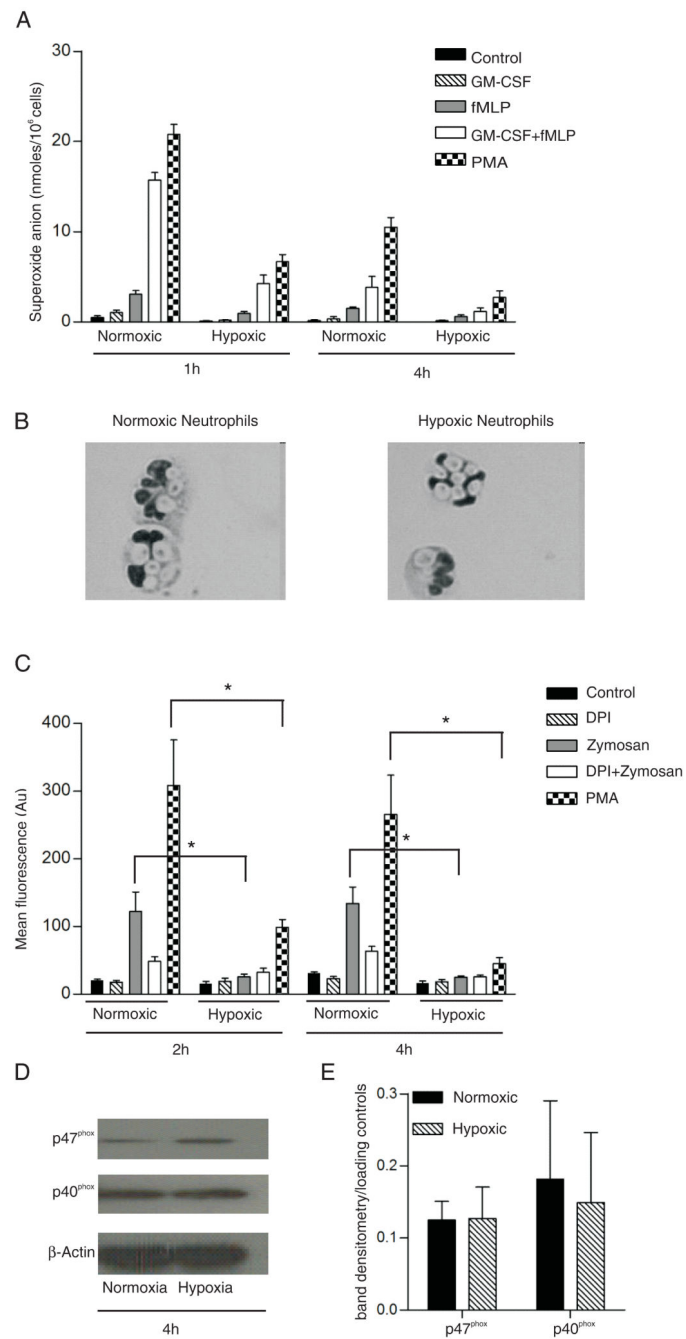 A
Superoxide anion (nmoles/10⁶ cells)
30
20
10
0
Control
GM-CSF
fMLP
GM-CSF+fMLP
PMA
Normoxic Hypoxic Normoxic Hypoxic
1h 4h
B
Normoxic Neutrophils Hypoxic Neutrophils
C
Mean fluorescence (Au)
400
300
200
100
0
* *
* *
Control
DPI
Zymosan
DPI+Zymosan
PMA
Normoxic Hypoxic Normoxic Hypoxic
2h 4h
D
p47ᵖʰᵒˣ
p40ᵖʰᵒˣ
β-Actin
Normoxia Hypoxia
4h
E
band densitometry/loading controls
0.3
0.2
0.1
0.0
Normoxic
Hypoxic
p47ᵖʰᵒˣ p40ᵖʰᵒˣ